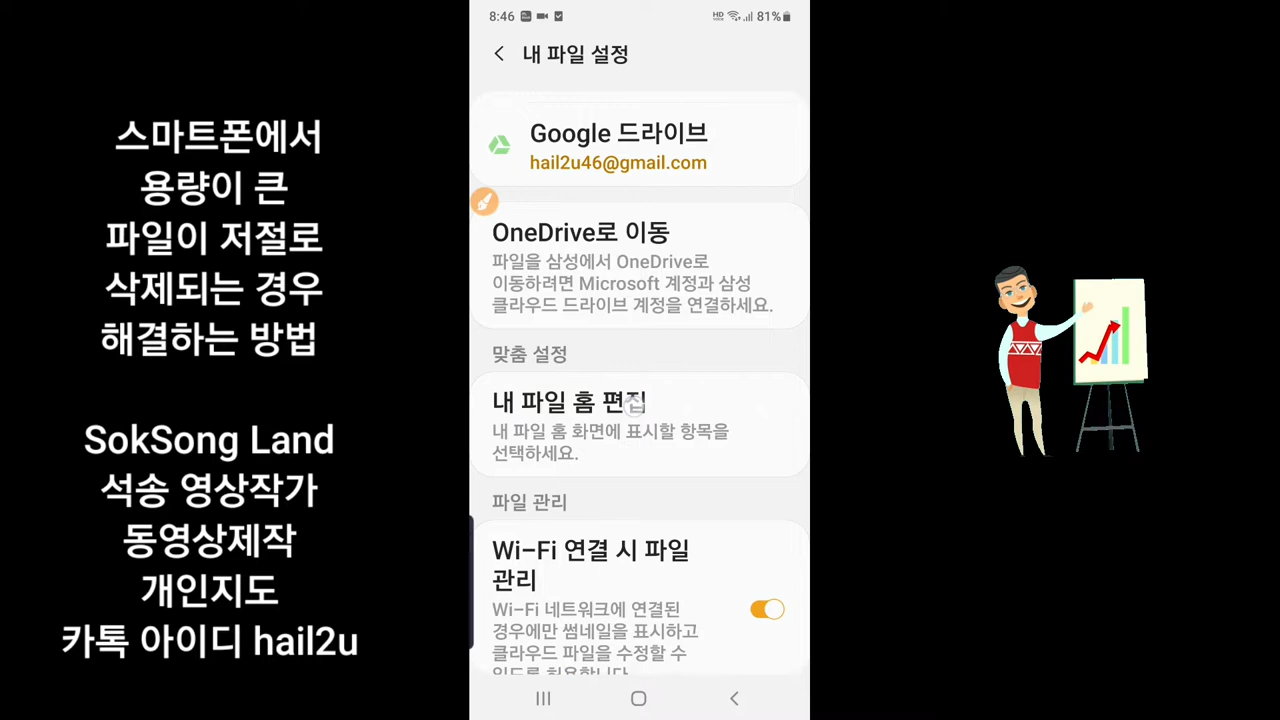 스마트폰에서
용량이 큰
파일이 저절로
삭제되는 경우
해결하는 방법
SokSong Land
석송 영상작가
동영상제작
개인지도
카톡 아이디 hail2u
8:46
81%
내 파일 설정
Google 드라이브
hail2u46@gmail.com
OneDrive로 이동
파일을 삼성에서 OneDrive로
이동하려면 Microsoft 계정과 삼성
클라우드 드라이브 계정을 연결하세요.
맞춤 설정
내 파일 홈 편집
내 파일 홈 화면에 표시할 항목을
선택하세요.
파일 관리
Wi-Fi 연결 시 파일
관리
Wi-Fi 네트워크에 연결된
경우에만 썸네일을 표시하고
클라우드 파일을 수정할 수
있도록 허용합니다